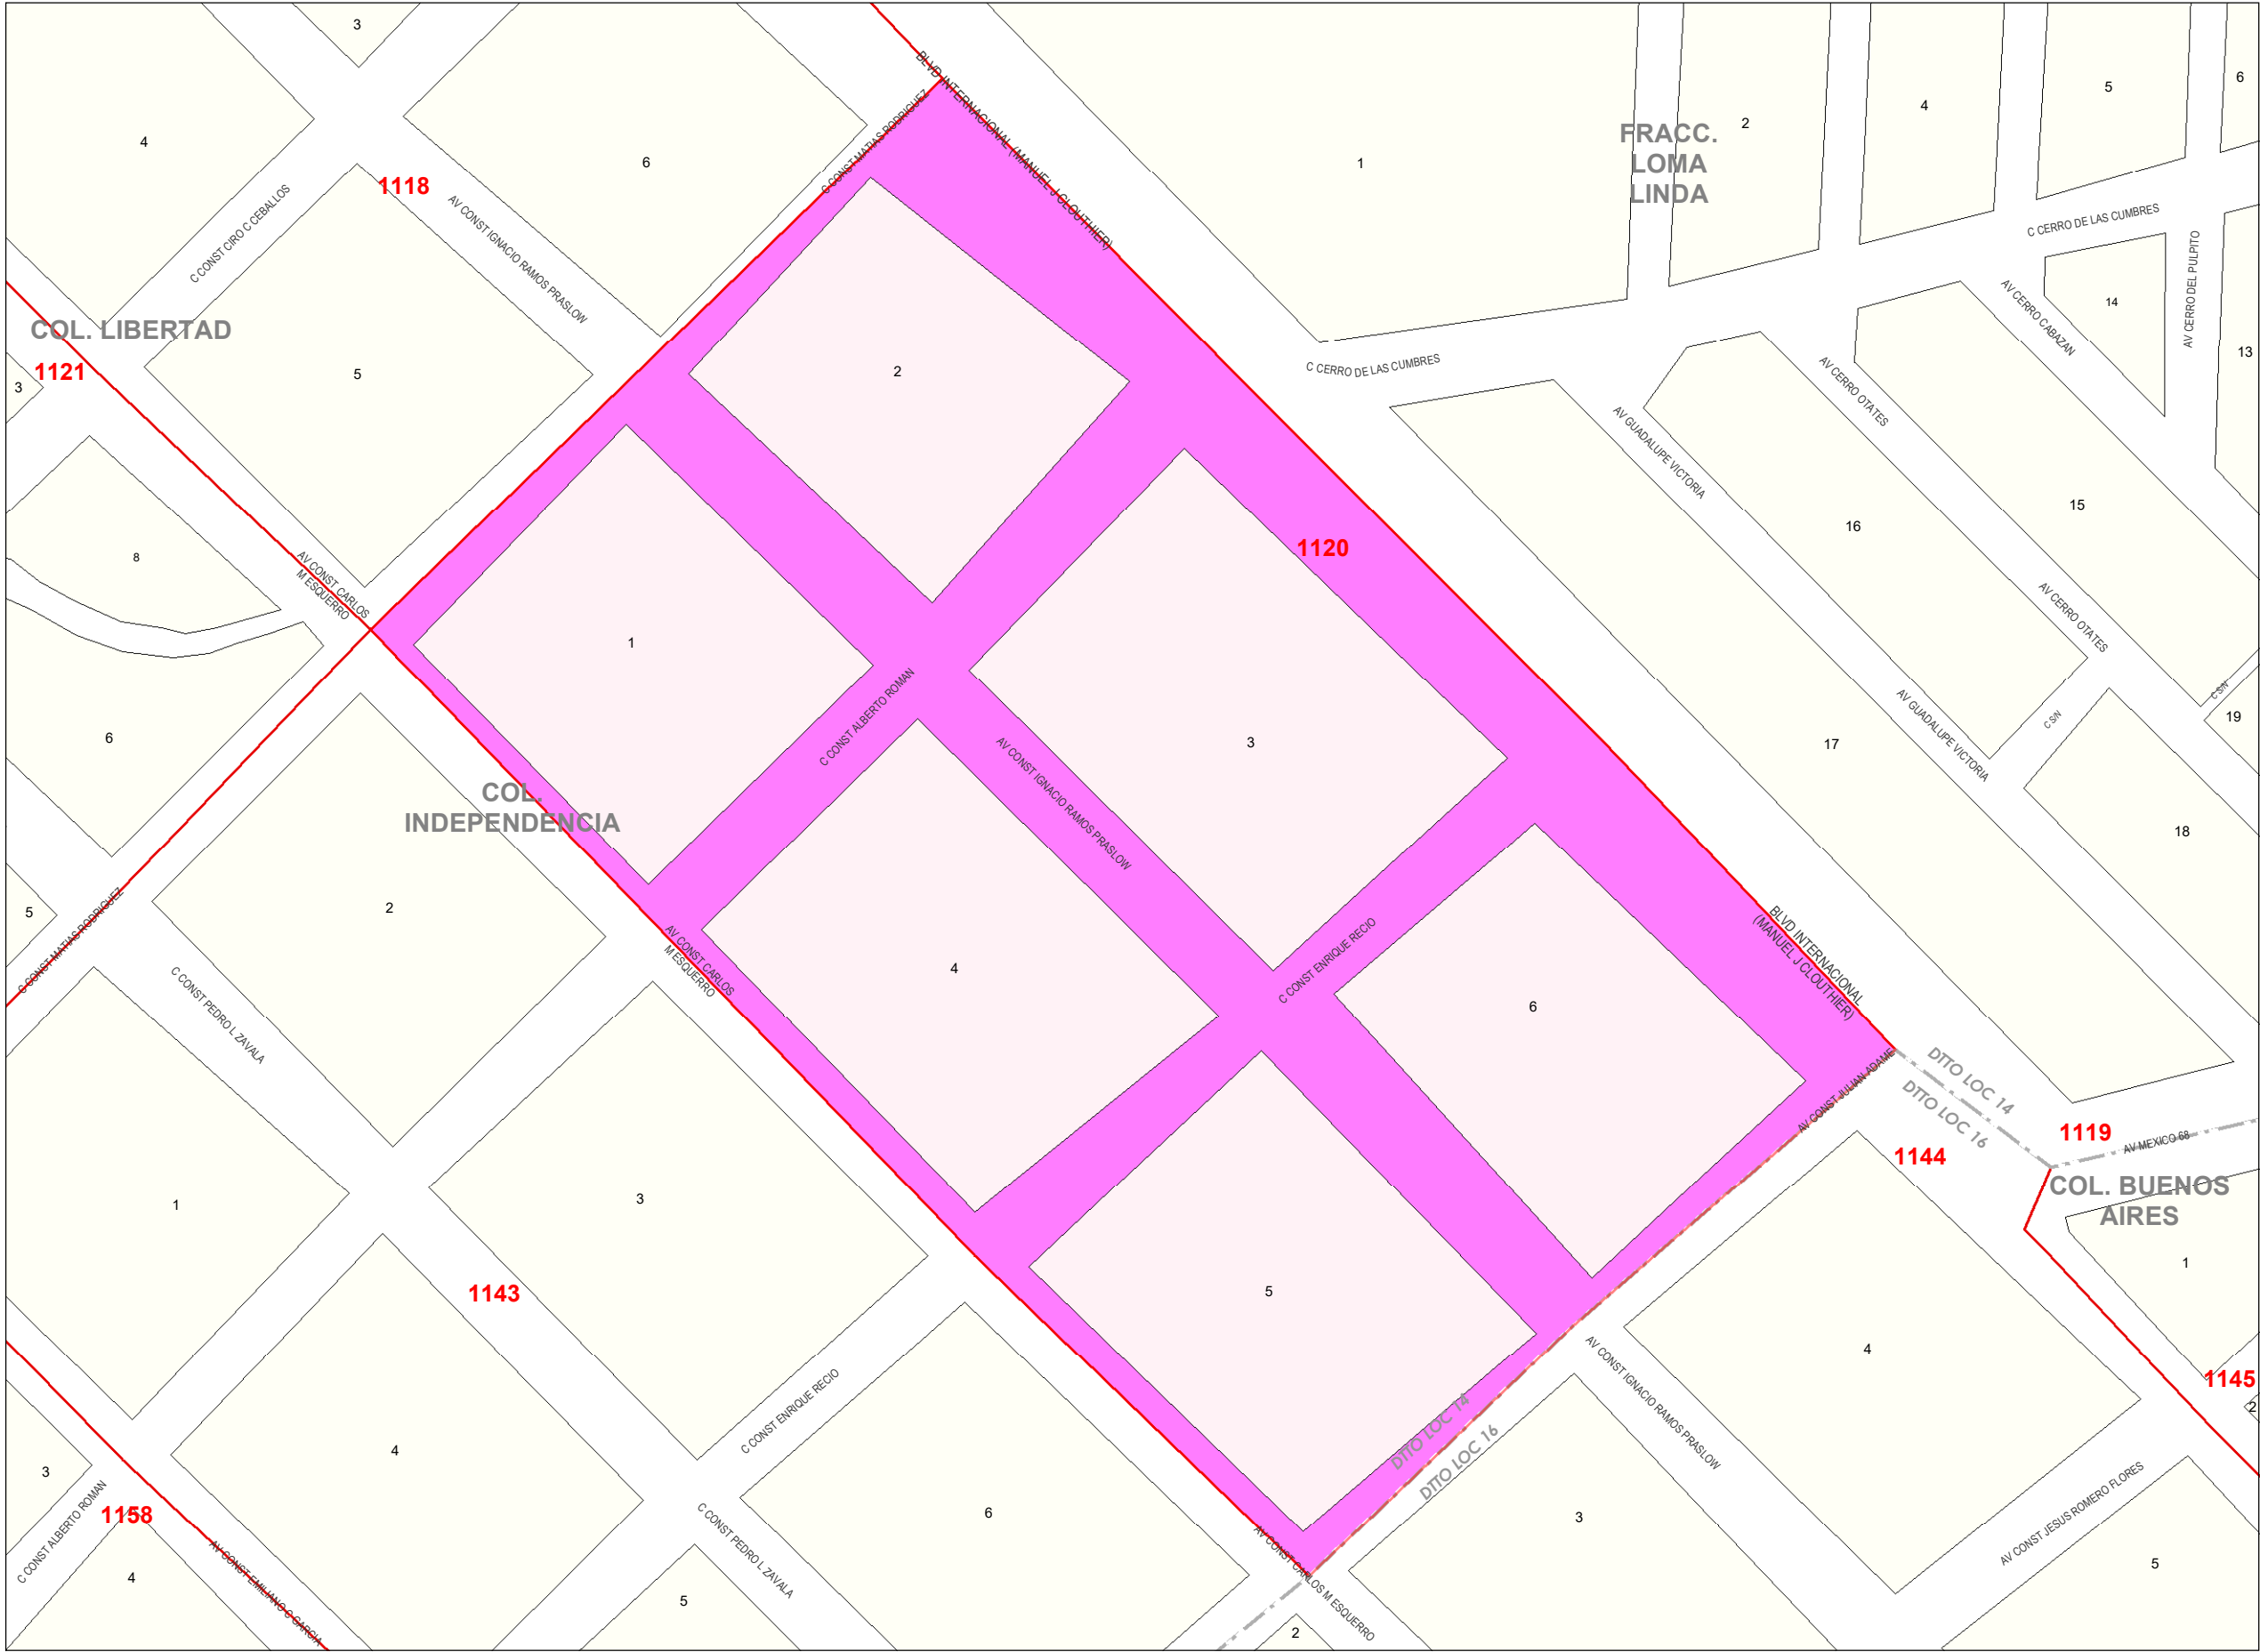 3
4
6
1118
C CONST CIRO C CEBALLOS
AV CONST IGNACIO RAMOS PRASLOW
C CONST MATIAS RODRIGUEZ
BLVD INTERNACIONAL (MANUEL J CLOUTHIER)
1
FRACC.
LOMA
LINDA
2
4
5
6
C CERRO DE LAS CUMBRES
AV CERRO DEL PULPITO
14
13
AV CERRO CABAZAN
COL. LIBERTAD
1121
3
5
2
C CERRO DE LAS CUMBRES
AV CERRO OTATES
AV GUADALUPE VICTORIA
15
16
1120
8
AV CONST CARLOS
M ESQUERRO
1
AV CERRO OTATES
C S/N
C S/N
19
6
C CONST ALBERTO ROMAN
3
17
AV GUADALUPE VICTORIA
AV CONST IGNACIO RAMOS PRASLOW
COL.
INDEPENDENCIA
18
5
2
C CONST MATIAS RODRIGUEZ
AV CONST CARLOS
M ESQUERRO
4
C CONST ENRIQUE RECIO
6
BLVD INTERNACIONAL
(MANUEL J CLOUTHIER)
C CONST PEDRO L ZAVALA
AV CONST JULIAN ADAME
DTTO LOC 14
DTTO LOC 16
1144
1119
AV MEXICO 68
COL. BUENOS
AIRES
1
3
1
1143
5
4
1145
2
C CONST ENRIQUE RECIO
AV CONST IGNACIO RAMOS PRASLOW
DTTO LOC 14
DTTO LOC 16
4
3
C CONST ALBERTO ROMAN
1158
4
AV CONST EMILIANO C GARCIA
C CONST PEDRO L ZAVALA
6
5
AV CONST CARLOS M ESQUERRO
2
3
AV CONST JESUS ROMERO FLORES
5